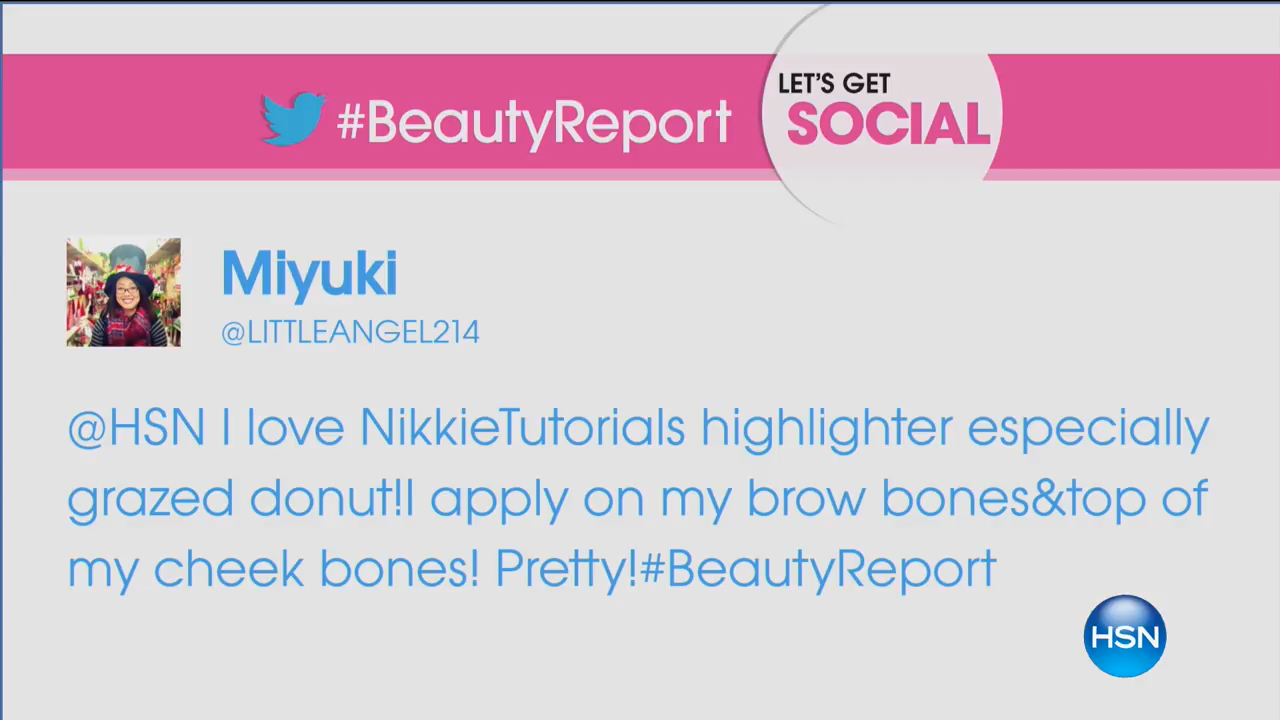 #BeautyReport
LET'S GET
SOCIAL
Miyuki
@LITTLEANGEL214
@HSN I love NikkieTutorials highlighter especially
grazed donut!I apply on my brow bones&top of
my cheek bones! Pretty!#BeautyReport
HSN